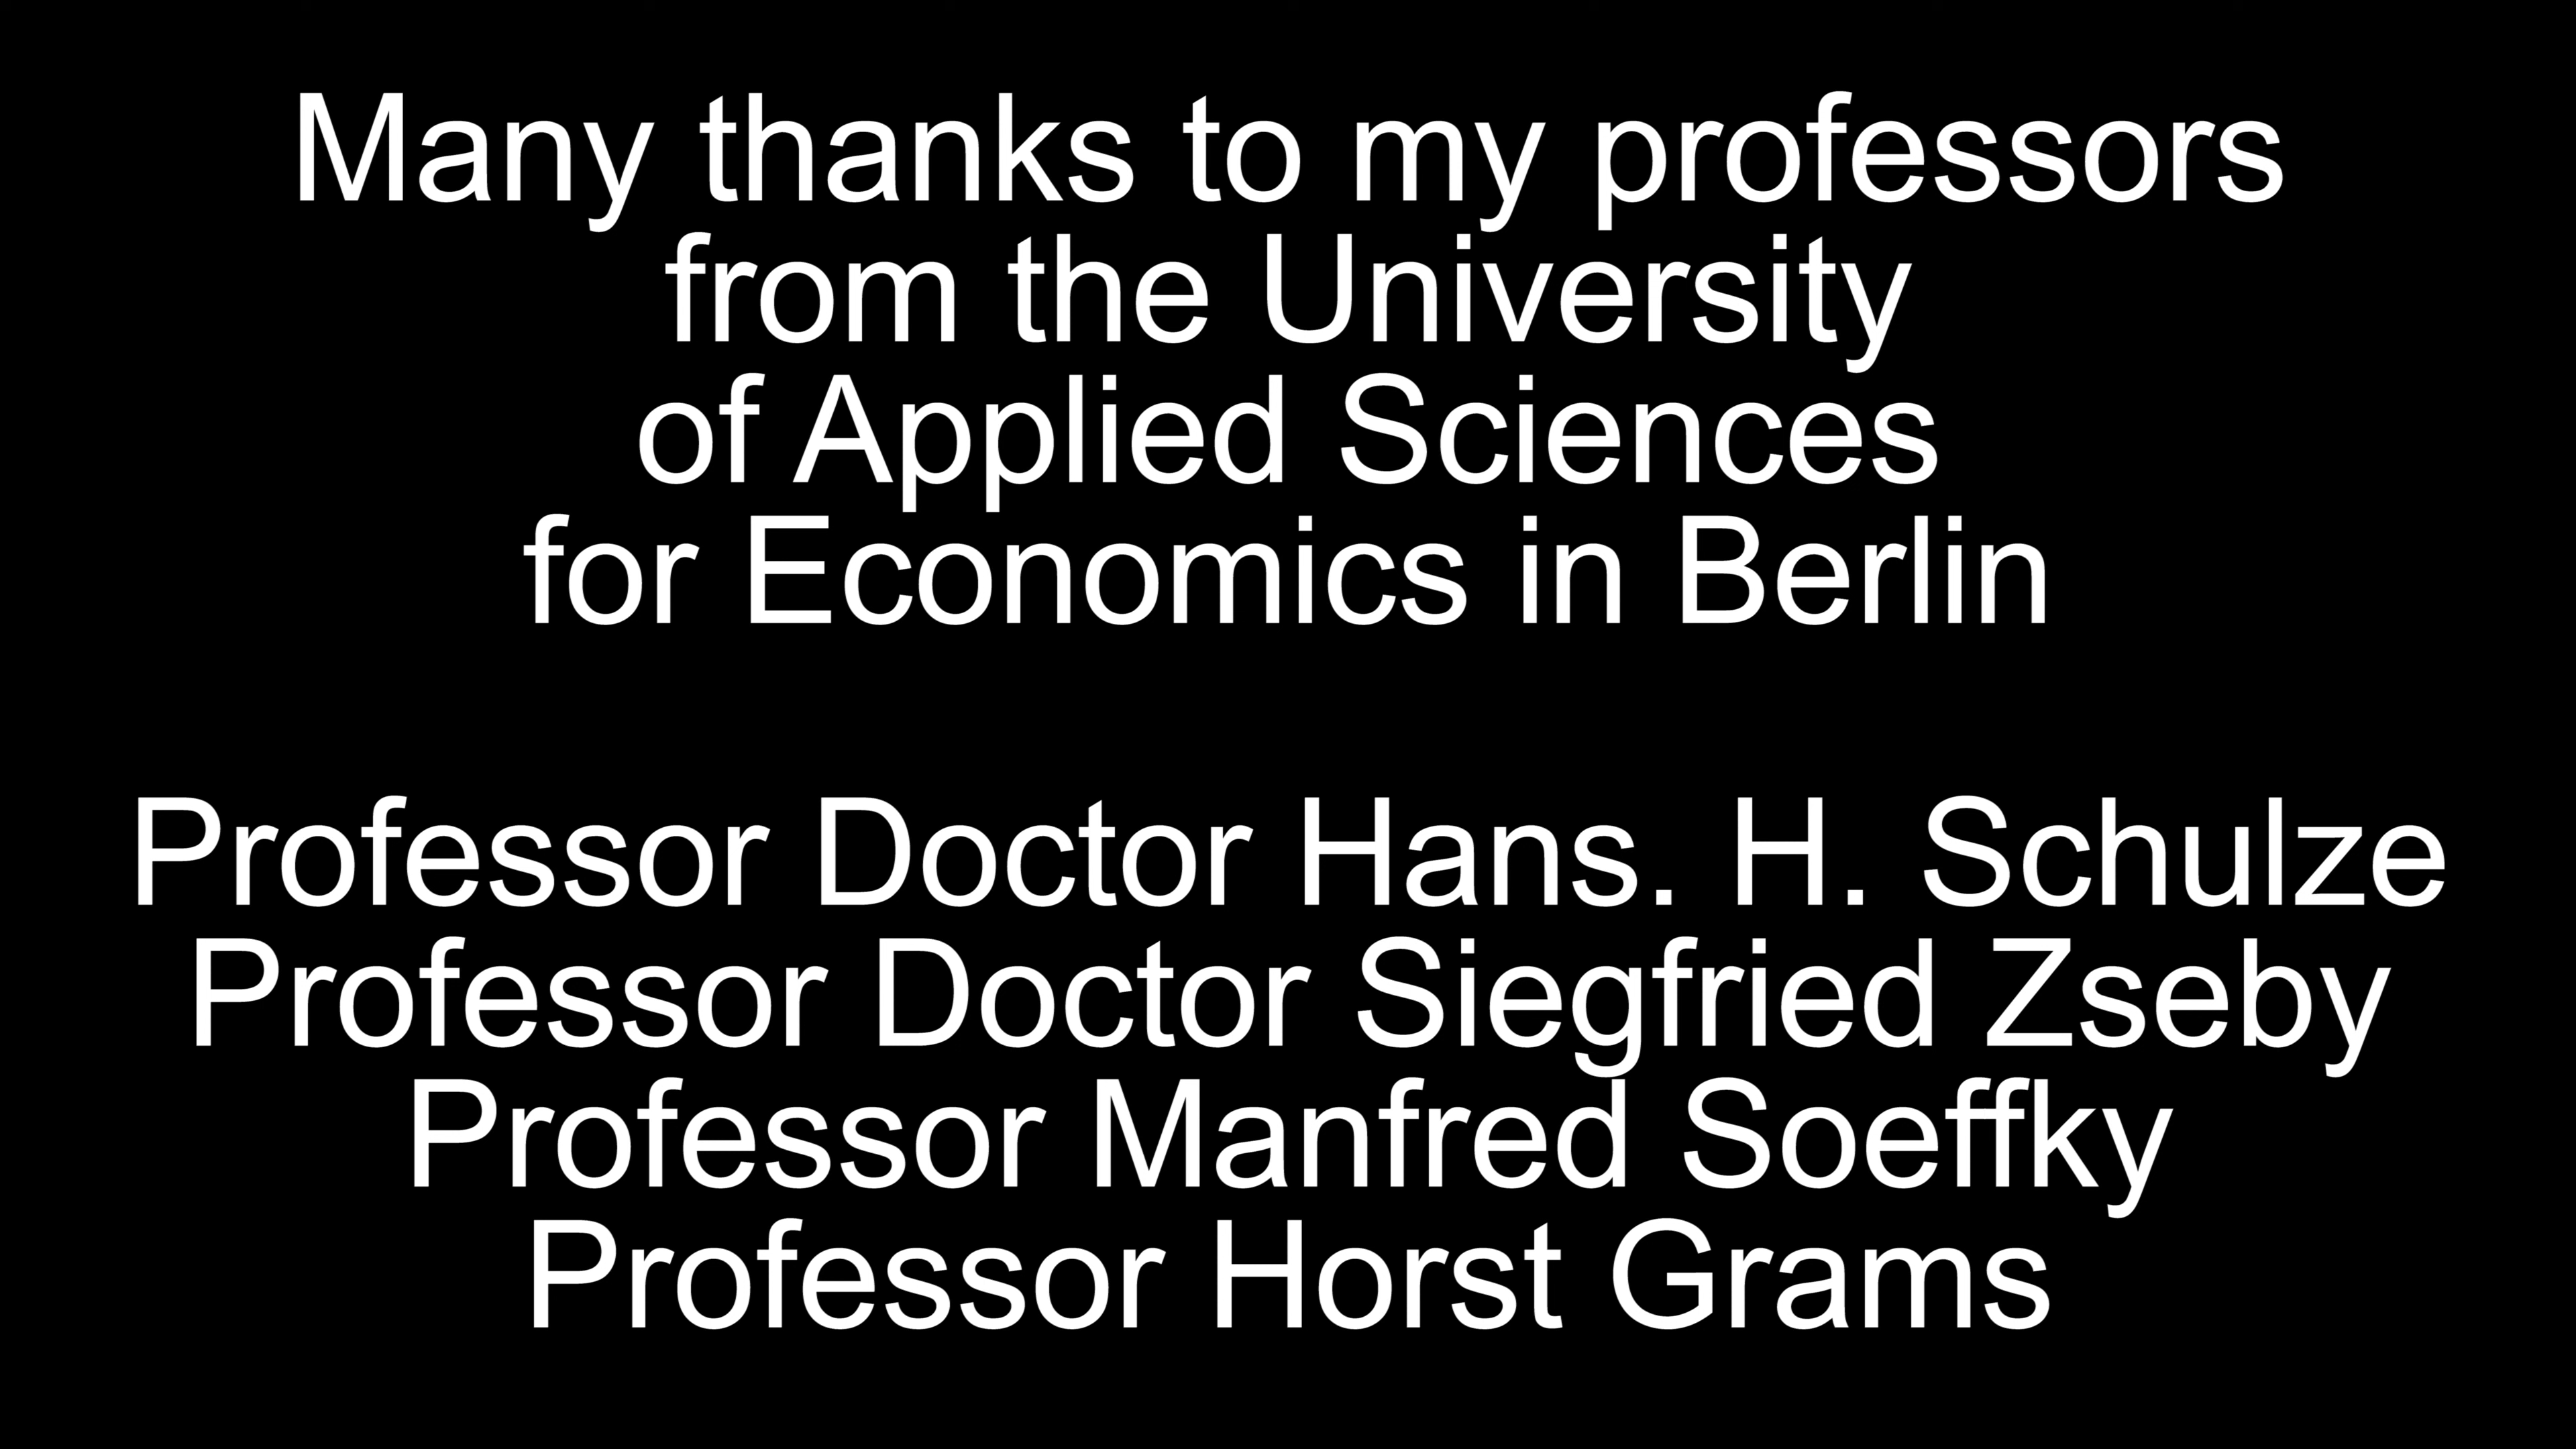 Many thanks to my professors
from the University
of Applied Sciences
for Economics in Berlin
Professor Doctor Hans. H. Schulze
Professor Doctor Siegfried Zseby
Professor Manfred Soeffky
Professor Horst Grams